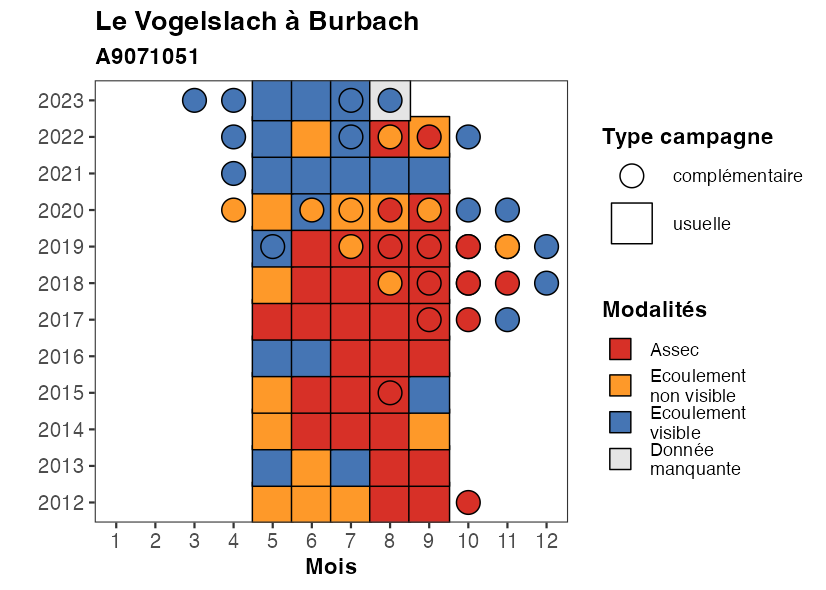 Le Vogelslach à Burbach
A9071051
2023
2022
2021
2020
2019
2018
2017
2016
2015
2014
2013
2012
1 2 3 4 5 6 7 8 9 10 11 12
Mois
Type campagne
complémentaire
usuelle
Modalités
Assec
Ecoulement
non visible
Ecoulement
visible
Donnée
manquante